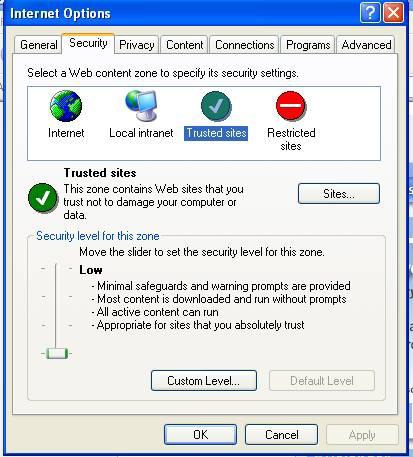 Internet Options
General Security Privacy Content Connections Programs Advanced
Select a Web content zone to specify its security settings.
Internet Local intranet Trusted sites Restricted
sites
Trusted sites
This zone contains Web sites that you
trust not to damage your computer or
data.
Sites...
Security level for this zone
Move the slider to set the security level for this zone.
Low
- Minimal safeguards and warning prompts are provided
- Most content is downloaded and run without prompts
- All active content can run
- Appropriate for sites that you absolutely trust
Custom Level... Default Level
OK Cancel Apply